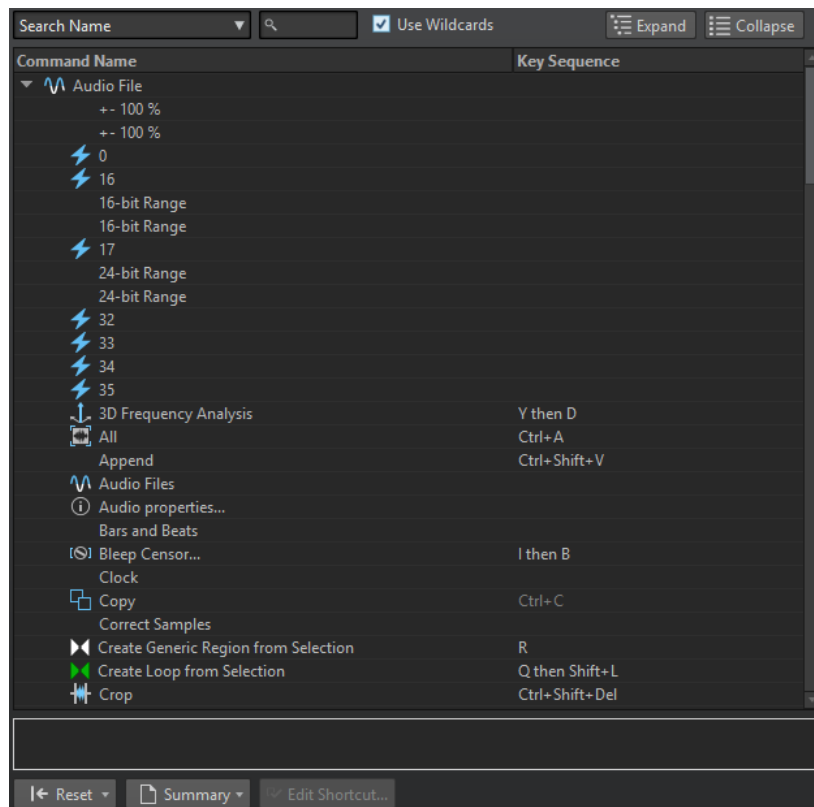 Search Name Use Wildcards Expand Collapse
Command Name Key Sequence
Audio File
+- 100 %
+- 100 %
0
16
16-bit Range
16-bit Range
17
24-bit Range
24-bit Range
32
33
34
35
3D Frequency Analysis Y then D
All Ctrl+A
Append Ctrl+Shift+V
Audio Files
Audio properties...
Bars and Beats
Bleep Censor... I then B
Clock
Copy Ctrl+C
Correct Samples
Create Generic Region from Selection R
Create Loop from Selection Q then Shift+L
Crop Ctrl+Shift+Del
Reset Summary Edit Shortcut...